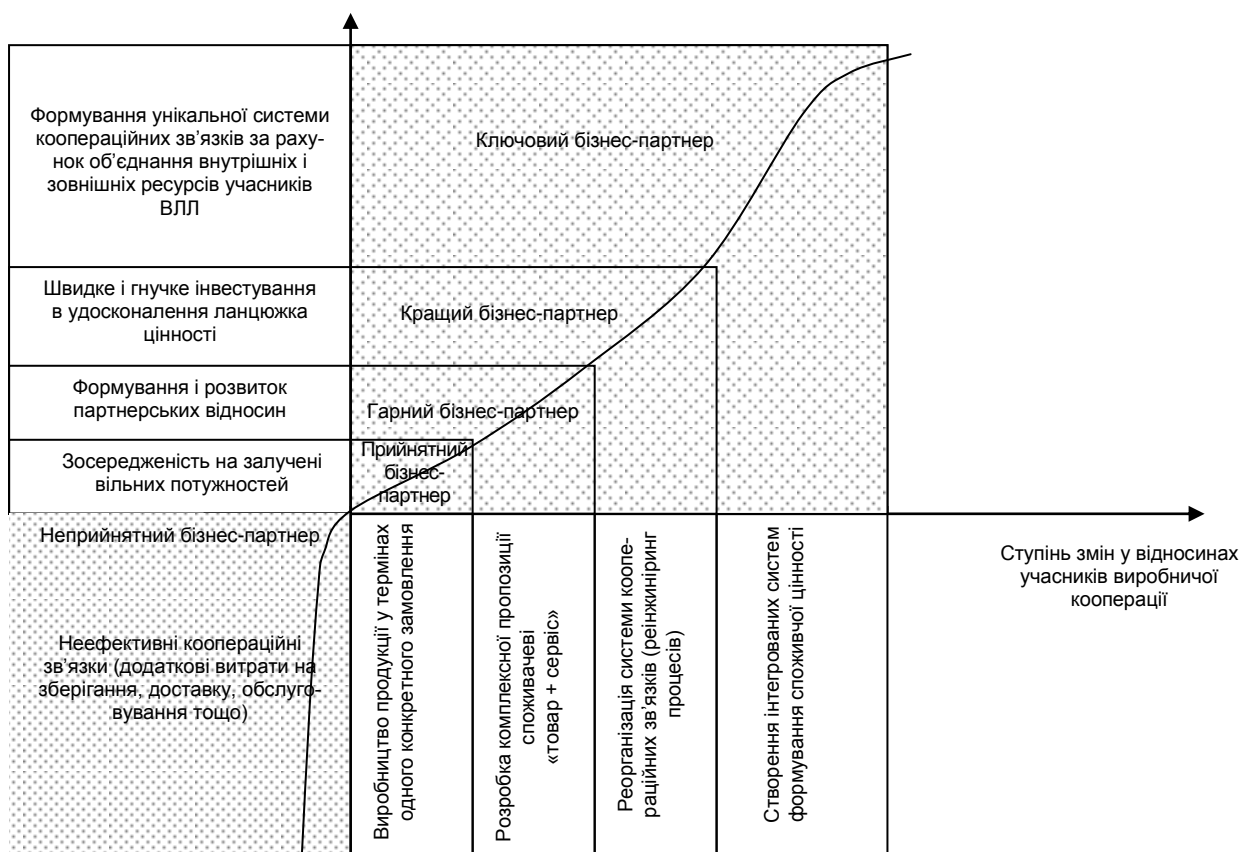 Формування унікальної системи
коопераційних зв’язків за раху-
нок об’єднання внутрішніх і
зовнішніх ресурсів учасників
ВЛЛ
Ключовий бізнес-партнер
Швидке і гнучке інвестування
в удосконалення ланцюжка
цінності
Кращий бізнес-партнер
Формування і розвиток
партнерських відносин
Гарний бізнес-партнер
Зосередженість на залучені
вільних потужностей
Прийнятний
бізнес-
партнер
Неприйнятний бізнес-партнер
Неефективні коопераційні
зв’язки (додаткові витрати на
зберігання, доставку, обслуго-
вування тощо)
Виробництво продукції у термінах
одного конкретного замовлення
Розробка комплексної пропозиції
споживачеві
«товар + сервіс»
Реорганізація системи коопе-
раційних зв’язків (реінжиніринг
процесів)
Створення інтегрованих систем
формування споживчої цінності
Ступінь змін у відносинах
учасників виробничої
кооперації